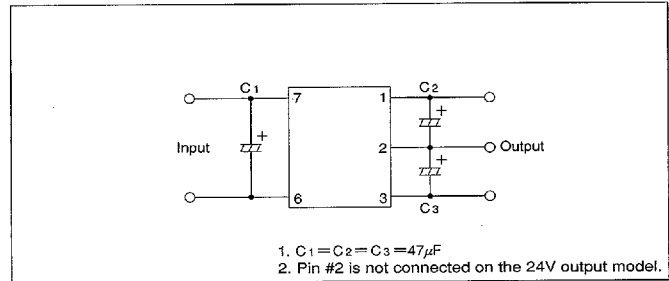 C1 C2
7 1
+ +
Input 2 Output
+
6 3
C3
1. C1=C2=C3=47μF
2. Pin #2 is not connected on the 24V output model.